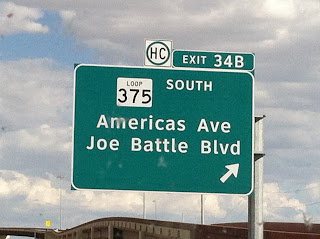 HC EXIT 34B
LOOP
375 SOUTH
Americas Ave
Joe Battle Blvd